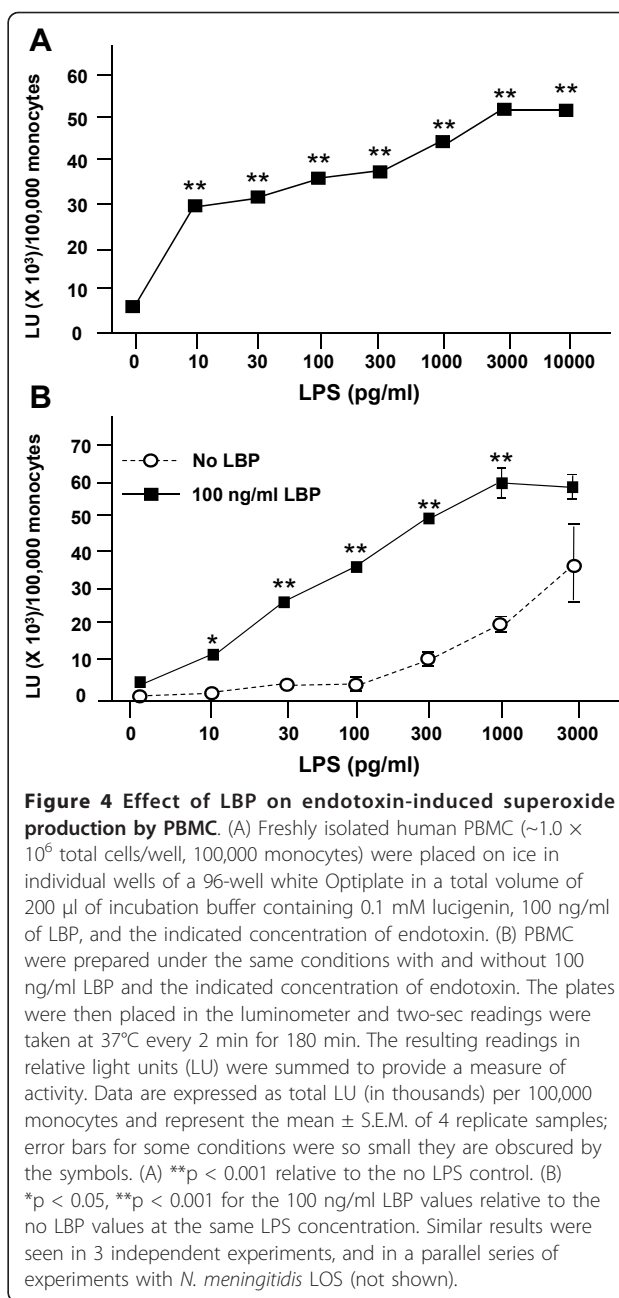 A
LU (X 10³)/100,000 monocytes
60
50
40
30
20
10
0
** ** ** ** ** ** **
0 10 30 100 300 1000 3000 10000
LPS (pg/ml)
B
LU (X 10³)/100,000 monocytes
70
60
50
40
30
20
10
0
No LBP
100 ng/ml LBP
* ** ** ** **
0 10 30 100 300 1000 3000
LPS (pg/ml)
Figure 4 Effect of LBP on endotoxin-induced superoxide
production by PBMC. (A) Freshly isolated human PBMC (~1.0 ×
10⁶ total cells/well, 100,000 monocytes) were placed on ice in
individual wells of a 96-well white Optiplate in a total volume of
200 μl of incubation buffer containing 0.1 mM lucigenin, 100 ng/ml
of LBP, and the indicated concentration of endotoxin. (B) PBMC
were prepared under the same conditions with and without 100
ng/ml LBP and the indicated concentration of endotoxin. The plates
were then placed in the luminometer and two-sec readings were
taken at 37°C every 2 min for 180 min. The resulting readings in
relative light units (LU) were summed to provide a measure of
activity. Data are expressed as total LU (in thousands) per 100,000
monocytes and represent the mean ± S.E.M. of 4 replicate samples;
error bars for some conditions were so small they are obscured by
the symbols. (A) **p < 0.001 relative to the no LPS control. (B)
*p < 0.05, **p < 0.001 for the 100 ng/ml LBP values relative to the
no LBP values at the same LPS concentration. Similar results were
seen in 3 independent experiments, and in a parallel series of
experiments with N. meningitidis LOS (not shown).